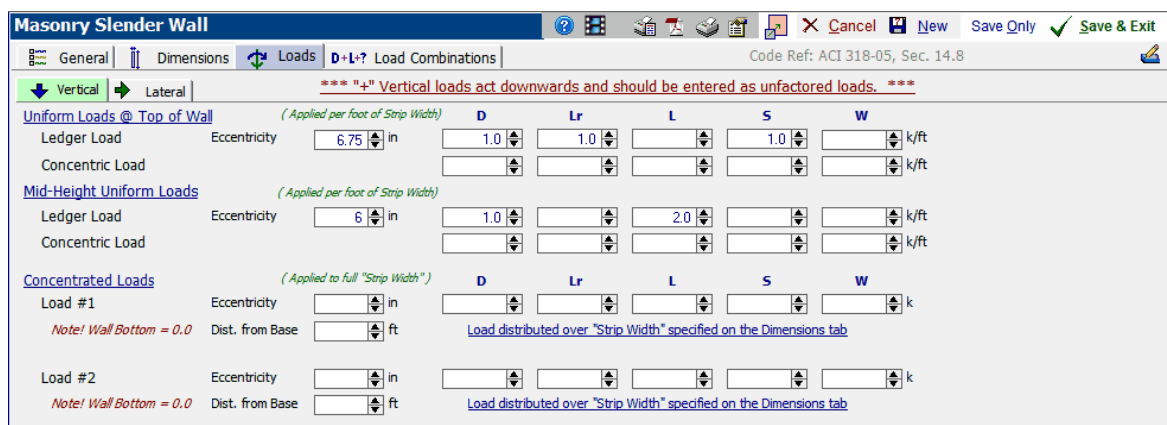 Masonry Slender Wall ? Cancel New Save Only Save & Exit
General Dimensions Loads D+L+? Load Combinations Code Ref: ACI 318-05, Sec. 14.8
Vertical Lateral *** "+" Vertical loads act downwards and should be entered as unfactored loads. ***
Uniform Loads @ Top of Wall ( Applied per foot of Strip Width) D Lr L S W
Ledger Load Eccentricity 6.75 in 1.0 1.0 1.0 k/ft
Concentric Load k/ft
Mid-Height Uniform Loads ( Applied per foot of Strip Width)
Ledger Load Eccentricity 6 in 1.0 2.0 k/ft
Concentric Load k/ft
Concentrated Loads ( Applied to full "Strip Width" ) D Lr L S W
Load #1 Eccentricity in k
Note! Wall Bottom = 0.0 Dist. from Base ft Load distributed over "Strip Width" specified on the Dimensions tab
Load #2 Eccentricity in k
Note! Wall Bottom = 0.0 Dist. from Base ft Load distributed over "Strip Width" specified on the Dimensions tab